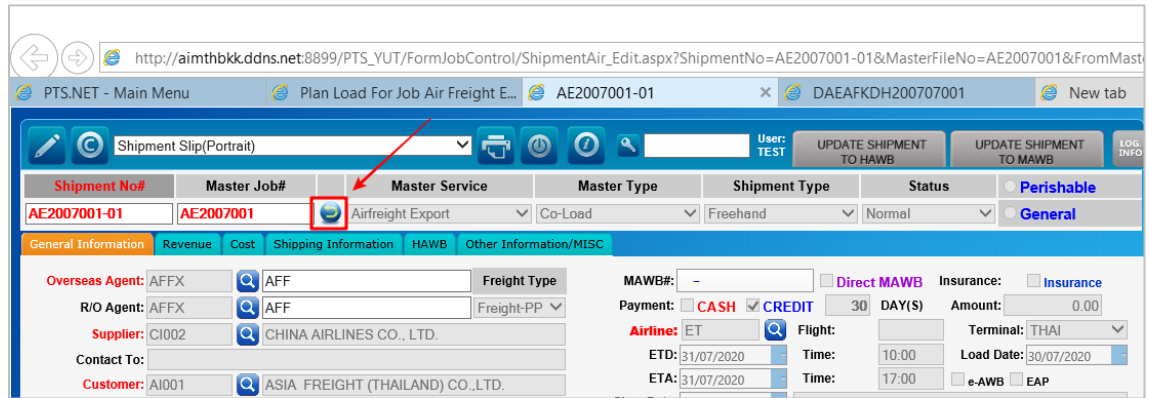 http://aimthbkk.ddns.net:8899/PTS_YUT/FormJobControl/ShipmentAir_Edit.aspx?ShipmentNo=AE2007001-01&MasterFileNo=AE2007001&FromMast
PTS.NET - Main Menu Plan Load For Job Air Freight E... AE2007001-01 × DAEAFKDH200707001 New tab
Shipment Slip(Portrait) User: TEST UPDATE SHIPMENT TO HAWB UPDATE SHIPMENT TO MAWB LOG. INFO
Shipment No# Master Job# Master Service Master Type Shipment Type Status Perishable
AE2007001-01 AE2007001 Airfreight Export Co-Load Freehand Normal General
General Information Revenue Cost Shipping Information HAWB Other Information/MISC
Overseas Agent: AFFX AFF Freight Type MAWB#: – Direct MAWB Insurance: Insurance
R/O Agent: AFFX AFF Freight-PP Payment: CASH CREDIT 30 DAY(S) Amount: 0.00
Supplier: CI002 CHINA AIRLINES CO., LTD. Airline: ET Flight: Terminal: THAI
Contact To: ETD: 31/07/2020 Time: 10:00 Load Date: 30/07/2020
Customer: AI001 ASIA FREIGHT (THAILAND) CO.,LTD. ETA: 31/07/2020 Time: 17:00 e-AWB EAP